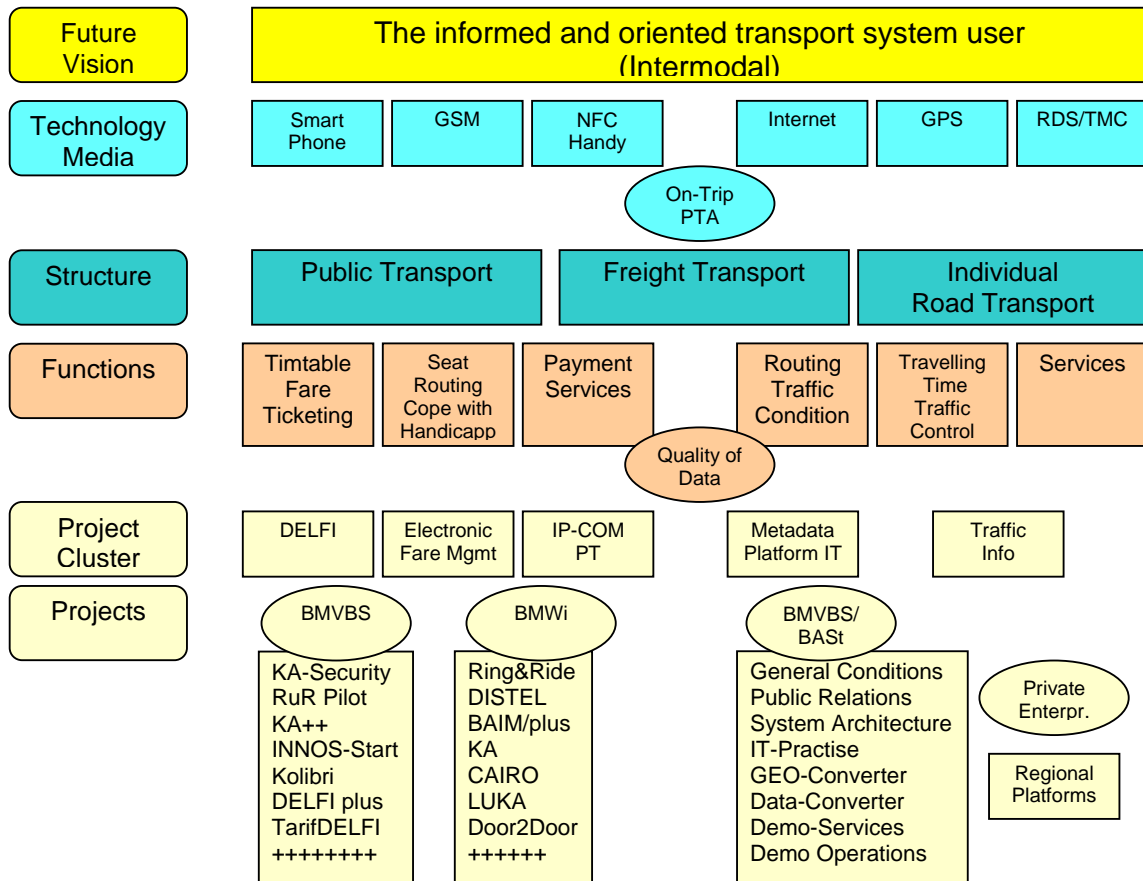 Future
Vision
The informed and oriented transport system user
(Intermodal)
Technology
Media
Smart
Phone
GSM
NFC
Handy
Internet
GPS
RDS/TMC
On-Trip
PTA
Structure
Public Transport
Freight Transport
Individual
Road Transport
Functions
Timtable
Fare
Ticketing
Seat
Routing
Cope with
Handicapp
Payment
Services
Routing
Traffic
Condition
Travelling
Time
Traffic
Control
Services
Quality of
Data
Project
Cluster
DELFI
Electronic
Fare Mgmt
IP-COM
PT
Metadata
Platform IT
Traffic
Info
Projects
BMVBS
KA-Security
RuR Pilot
KA++
INNOS-Start
Kolibri
DELFI plus
TarifDELFI
++++++++
BMWi
Ring&Ride
DISTEL
BAIM/plus
KA
CAIRO
LUKA
Door2Door
++++++
BMVBS/
BASt
General Conditions
Public Relations
System Architecture
IT-Practise
GEO-Converter
Data-Converter
Demo-Services
Demo Operations
Private
Enterpr.
Regional
Platforms